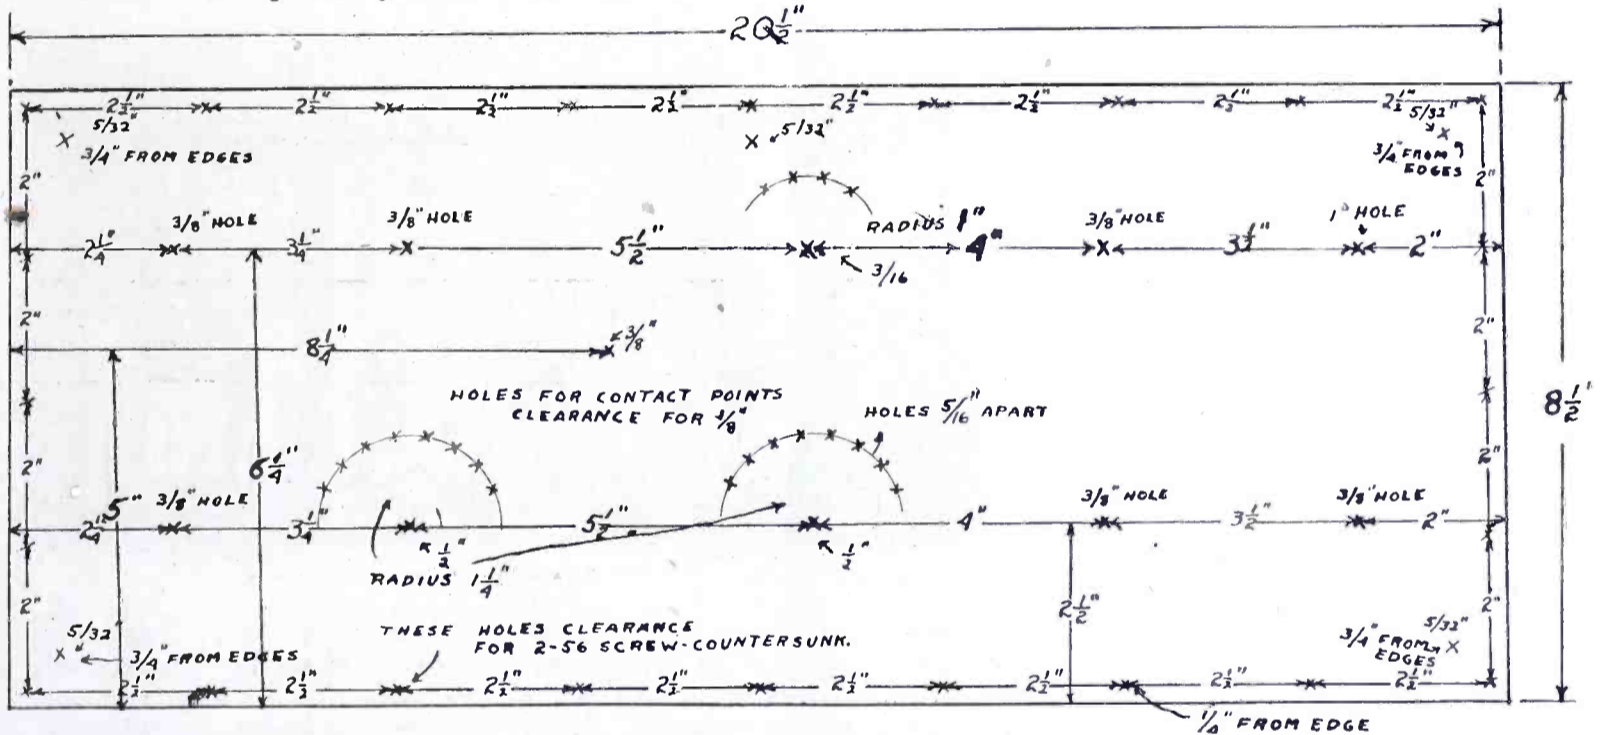 20 1/2"
2 1/2" 2 1/2" 2 1/2" 2 1/2" 2 1/2" 2 1/2" 2 1/2" 2 1/2"
5/32" 5/32" 5/32"
3/4" FROM EDGES
3/4" FROM
EDGES
2" 2"
3/8" HOLE 3/8" HOLE RADIUS 1" 3/8" HOLE 1" HOLE
2 1/4" 3 1/4" 5 1/2" 4" 3 1/2" 2"
3/16
2" 8 1/4" 3/8" 2"
HOLES FOR CONTACT POINTS
CLEARANCE FOR 1/8"
HOLES 5/16" APART
8 1/2"
2" 6 1/4" 2"
5" 3/8" HOLE 3/8" HOLE 3/8" HOLE
2 1/4" 3 1/4" 5 1/2" 4" 3 1/2" 2"
1/2" 1/2"
RADIUS 1 1/4"
2" 2 1/2" 2"
THESE HOLES CLEARANCE
FOR 2-56 SCREW-COUNTERSUNK.
5/32" 5/32"
3/4" FROM EDGES
3/4" FROM
EDGES
2 1/2" 2 1/2" 2 1/2" 2 1/2" 2 1/2" 2 1/2" 2 1/2" 2 1/2"
1/4" FROM EDGE